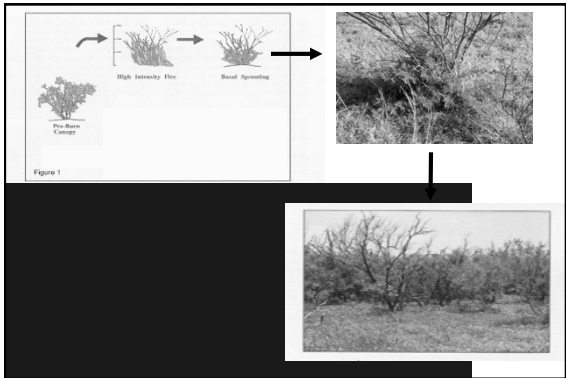 High Intensity Fire
Basal Sprouting
Pre-Burn
Canopy
Figure 1